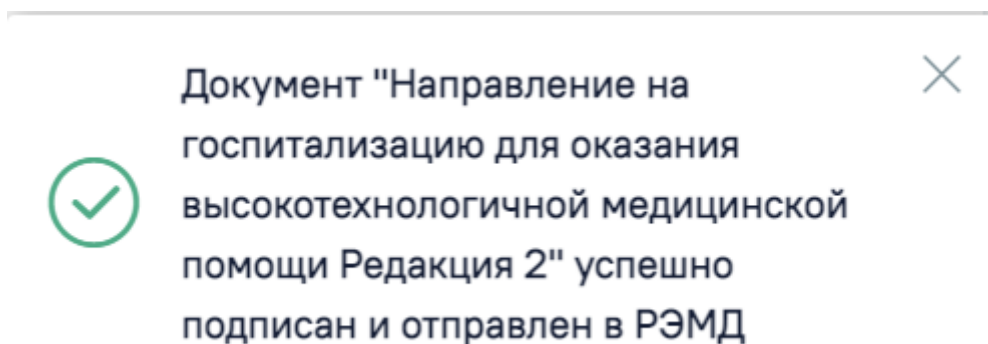 Документ "Направление на
госпитализацию для оказания
высокотехнологичной медицинской
помощи Редакция 2" успешно
подписан и отправлен в РЭМД